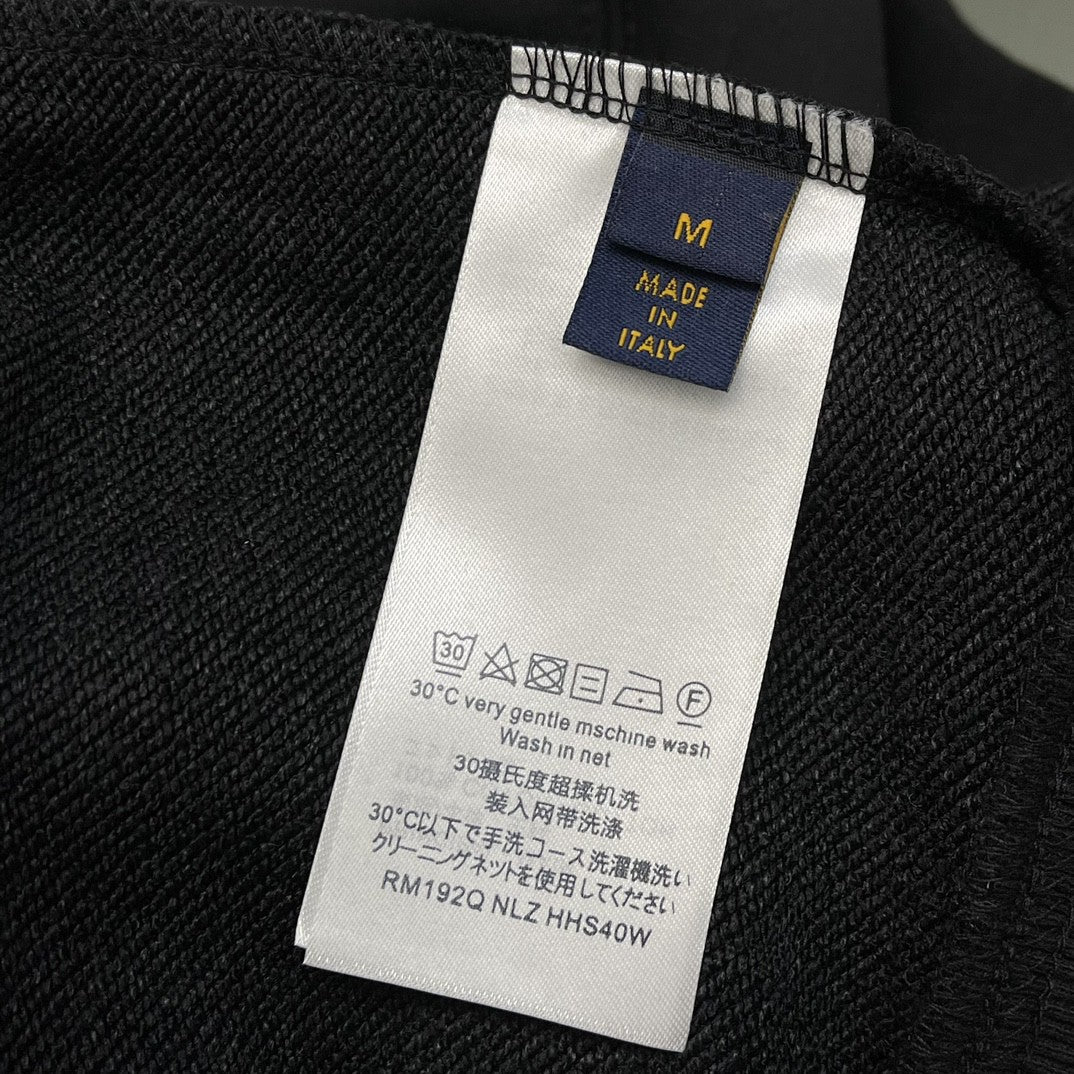 M
MADE
IN
ITALY
30 F
30°C very gentle mschine wash
Wash in net
30摄氏度超揉机洗
装入网带洗涤
30°C以下で手洗コース洗濯機洗い
クリーニングネットを使用してください
RM192Q NLZ HHS40W